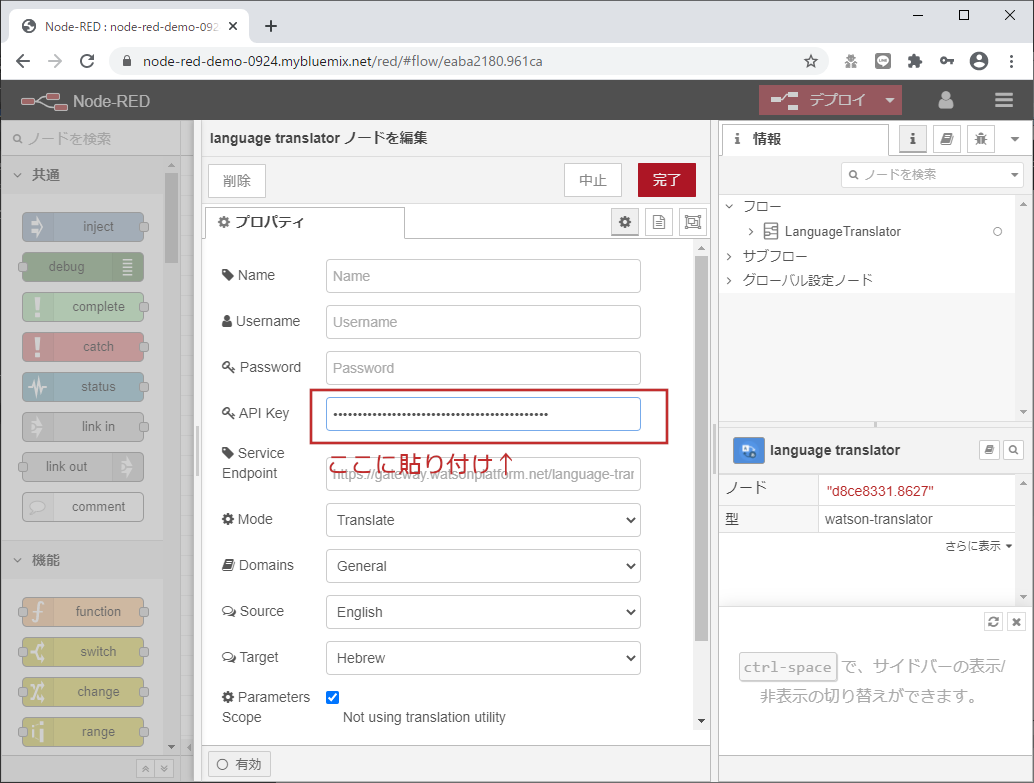 Node-RED : node-red-demo-092
node-red-demo-0924.mybluemix.net/red/#flow/eaba2180.961ca
Node-RED
デプロイ
ノードを検索
共通
inject
debug
complete
catch
status
link in
link out
comment
機能
function
switch
change
range
language translator ノードを編集
削除
中止
完了
プロパティ
Name
Name
Username
Username
Password
Password
API Key
••••••••••••••••••••••••••••••••••••••••••••
ここに貼り付け↑
Service
Endpoint
https://gateway.watsonplatform.net/language-tran
Mode
Translate
Domains
General
Source
English
Target
Hebrew
Parameters
Scope
Not using translation utility
有効
情報
ノードを検索
フロー
LanguageTranslator
サブフロー
グローバル設定ノード
language translator
ノード
"d8ce8331.8627"
型
watson-translator
さらに表示
ctrl-space で、サイドバーの表示/
非表示の切り替えができます。